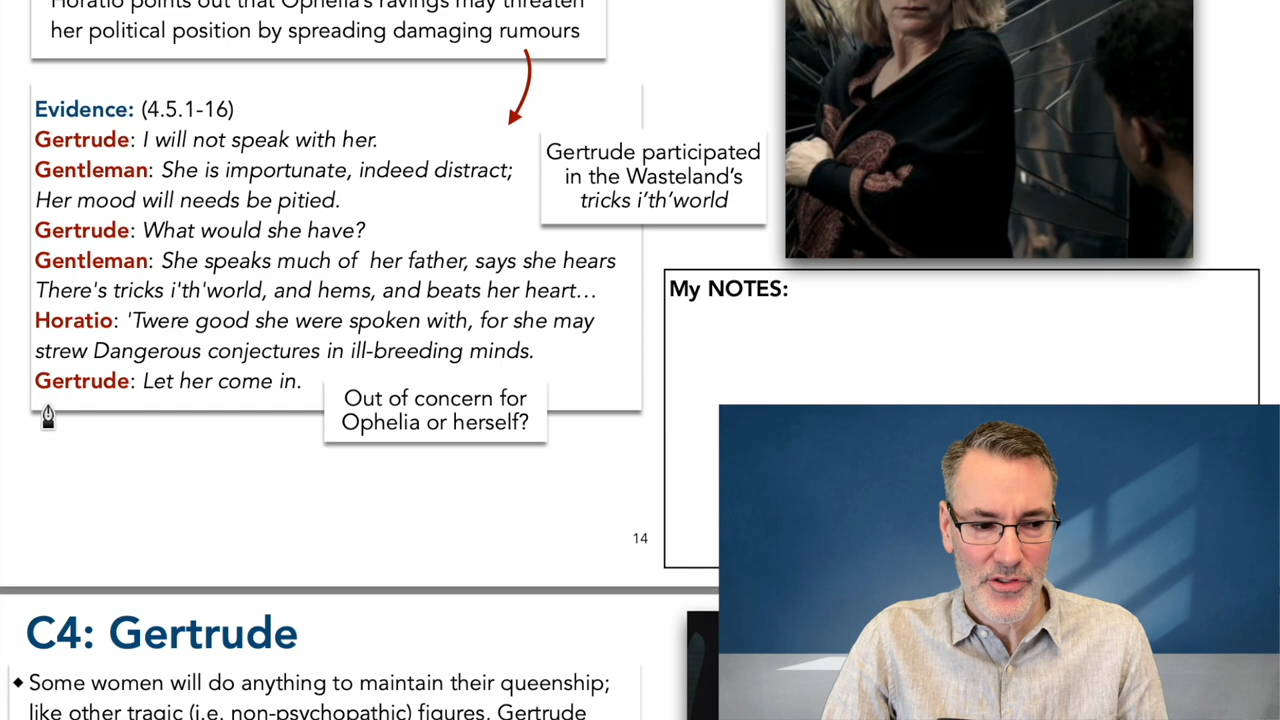 Horatio points out that Ophelia's ravings may threaten
her political position by spreading damaging rumours
Evidence: (4.5.1-16)
Gertrude: I will not speak with her.
Gentleman: She is importunate, indeed distract;
Her mood will needs be pitied.
Gertrude: What would she have?
Gentleman: She speaks much of  her father, says she hears
There's tricks i'th'world, and hems, and beats her heart…
Horatio: 'Twere good she were spoken with, for she may
strew Dangerous conjectures in ill-breeding minds.
Gertrude: Let her come in.
Gertrude participated
in the Wasteland's
tricks i'th'world
Out of concern for
Ophelia or herself?
My NOTES:
14
C4: Gertrude
Some women will do anything to maintain their queenship;
like other tragic (i.e. non-psychopathic) figures, Gertrude